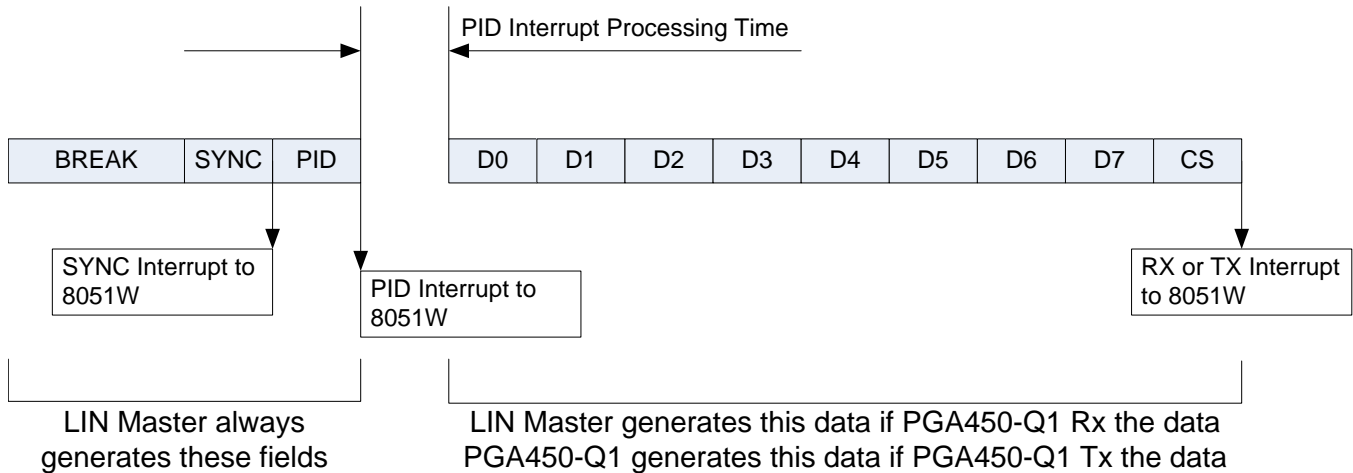 PID Interrupt Processing Time
BREAK SYNC PID D0 D1 D2 D3 D4 D5 D6 D7 CS
SYNC Interrupt to
8051W
PID Interrupt to
8051W
RX or TX Interrupt
to 8051W
LIN Master always
generates these fields
LIN Master generates this data if PGA450-Q1 Rx the data
PGA450-Q1 generates this data if PGA450-Q1 Tx the data